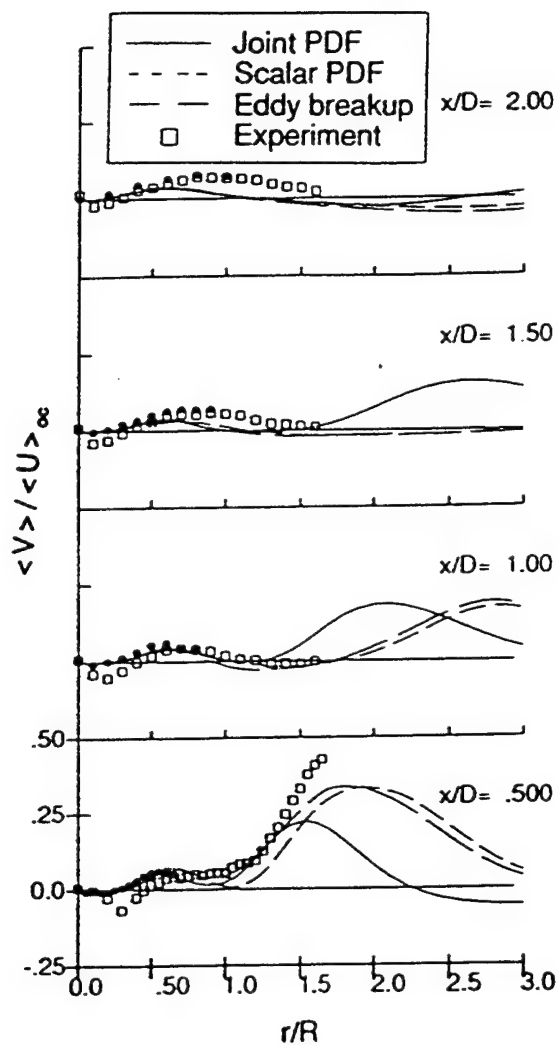 Joint PDF
Scalar PDF
Eddy breakup
Experiment
x/D= 2.00
x/D= 1.50
x/D= 1.00
x/D= .500
<V>/<U>∞
.50
.25
0.0
-.25
0.0 .50 1.0 1.5 2.0 2.5 3.0
r/R